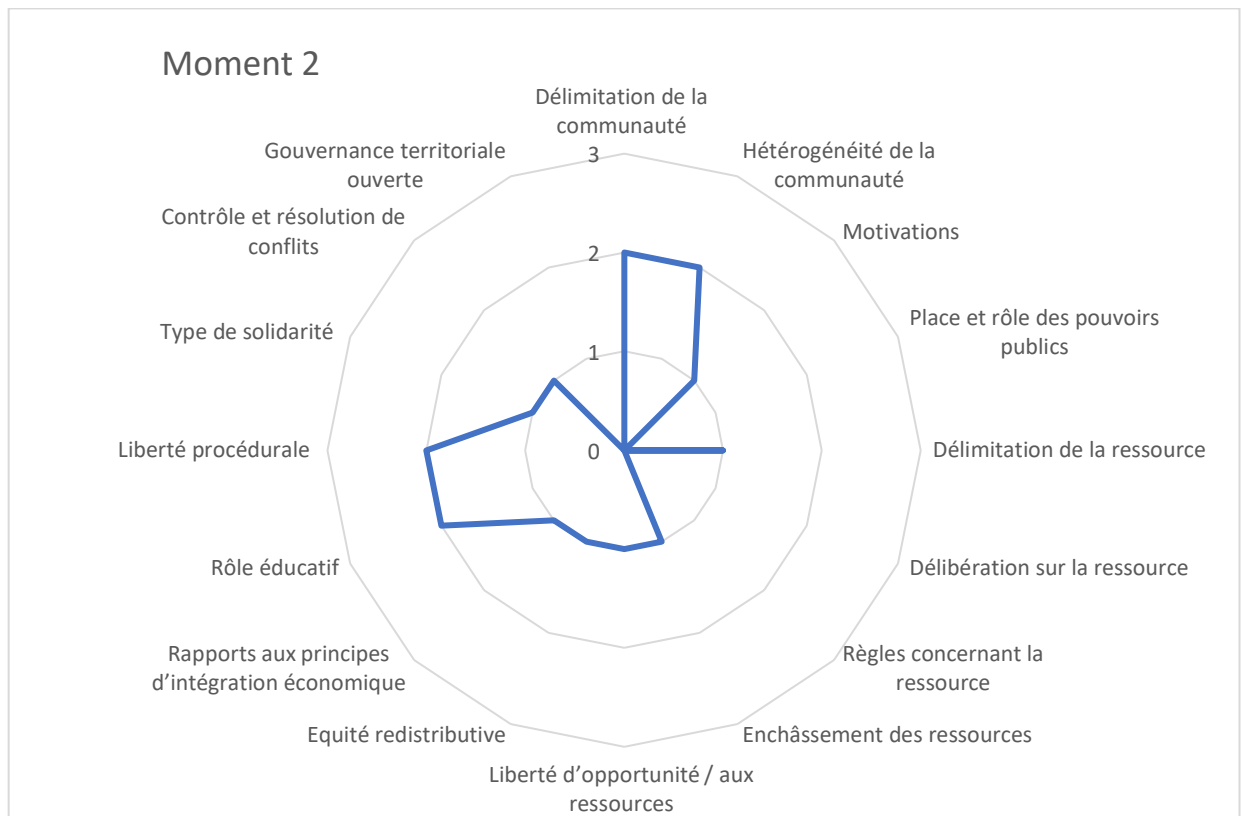 Moment 2
Délimitation de la
communauté
Hétérogénéité de la
communauté
Motivations
Place et rôle des pouvoirs
publics
Délimitation de la ressource
Délibération sur la ressource
Règles concernant la
ressource
Enchâssement des ressources
Liberté d’opportunité / aux
ressources
Equité redistributive
Rapports aux principes
d’intégration économique
Rôle éducatif
Liberté procédurale
Type de solidarité
Contrôle et résolution de
conflits
Gouvernance territoriale
ouverte
3
2
1
0